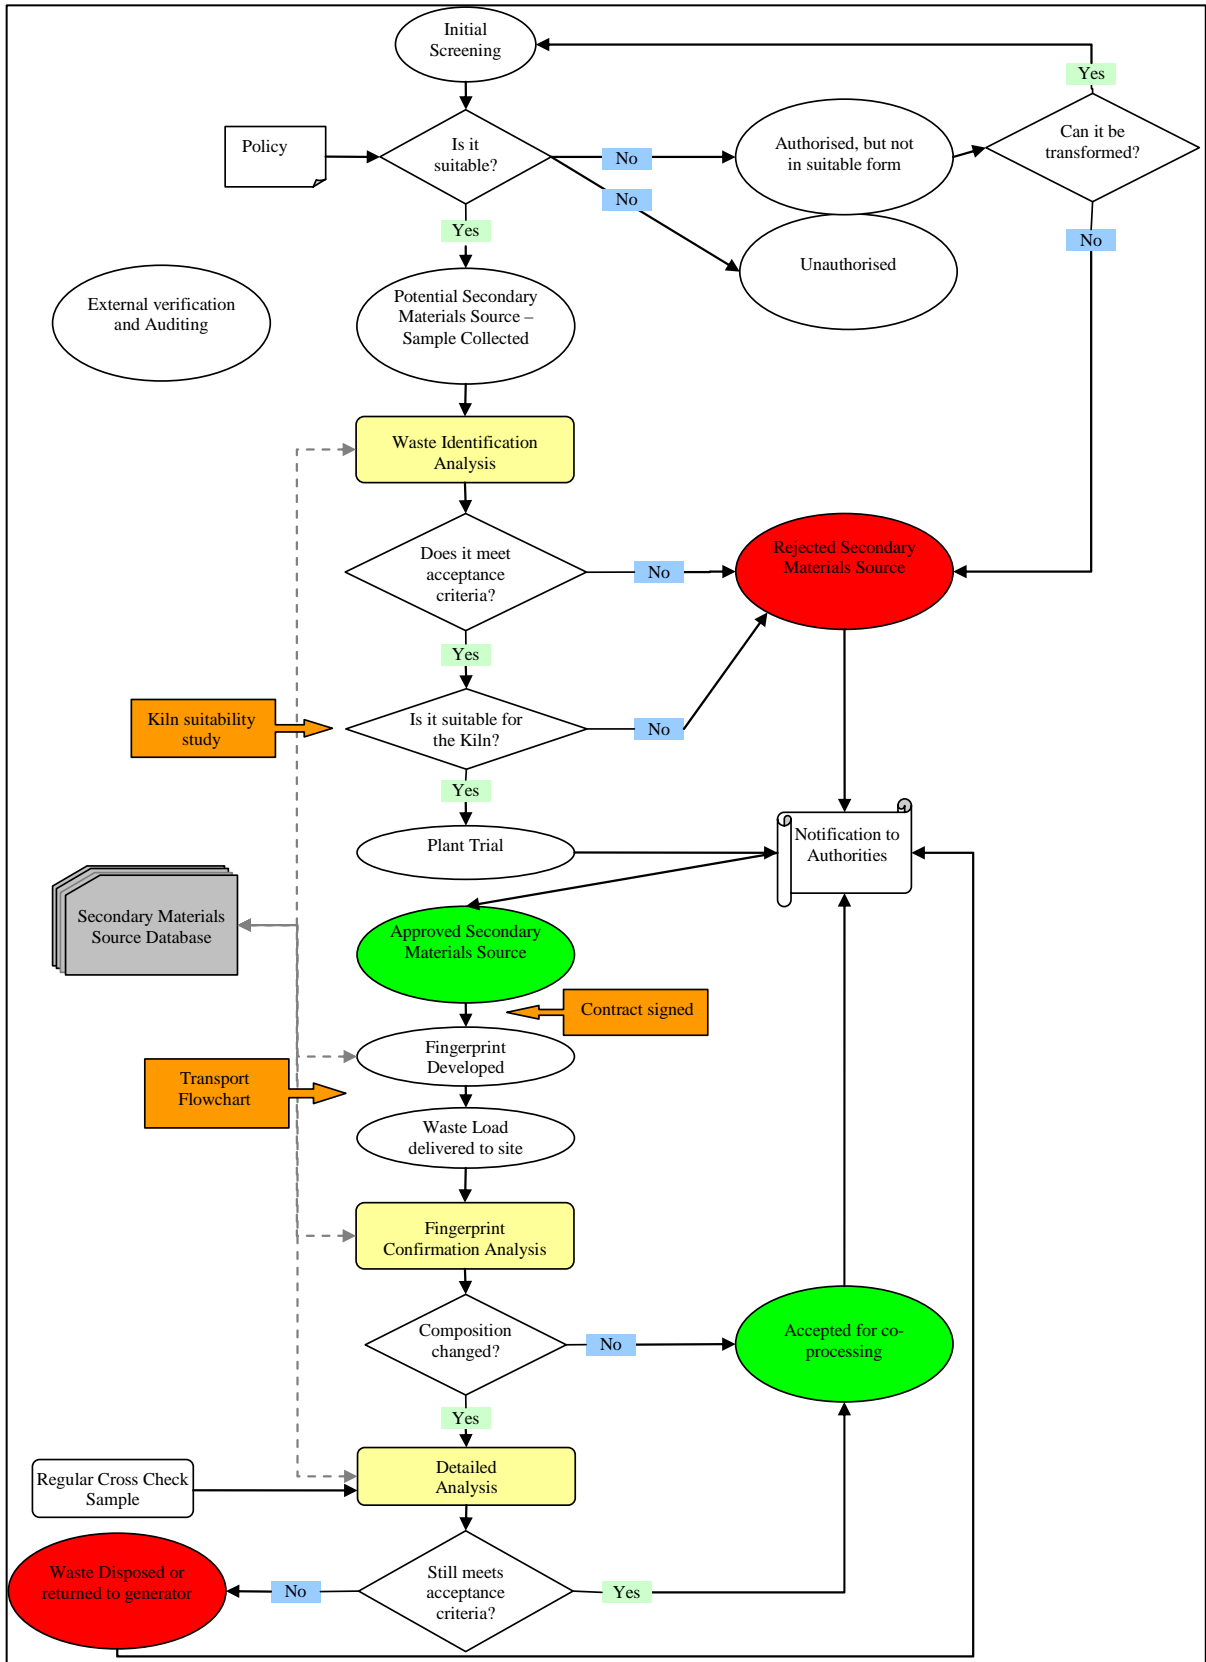 Initial
Screening
Yes
Policy
Is it
suitable?
No
Authorised, but not
in suitable form
Can it be
transformed?
No
Yes
No
Unauthorised
External verification
and Auditing
Potential Secondary
Materials Source –
Sample Collected
Waste Identification
Analysis
Does it meet
acceptance
criteria?
No
Rejected Secondary
Materials Source
Yes
Kiln suitability
study
Is it suitable for
the Kiln?
No
Yes
Plant Trial
Notification to
Authorities
Secondary Materials
Source Database
Approved Secondary
Materials Source
Contract signed
Fingerprint
Developed
Transport
Flowchart
Waste Load
delivered to site
Fingerprint
Confirmation Analysis
Composition
changed?
No
Accepted for co-
processing
Yes
Regular Cross Check
Sample
Detailed
Analysis
Waste Disposed or
returned to generator
No
Still meets
acceptance
criteria?
Yes